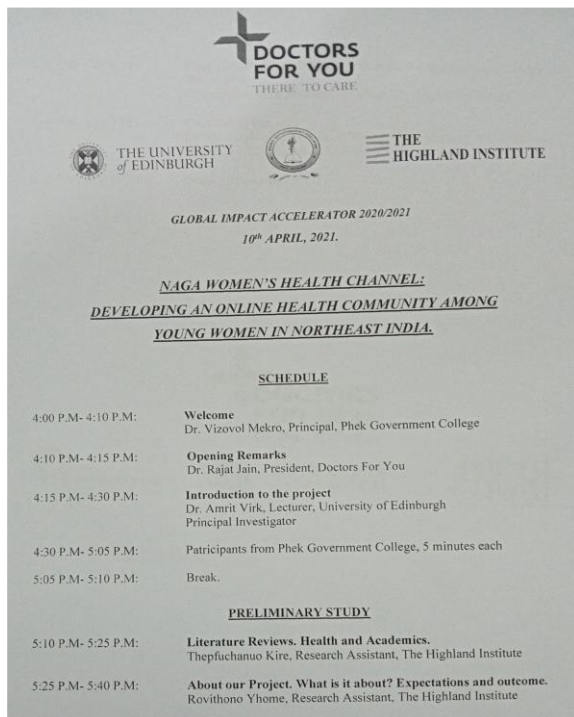 DOCTORS
FOR YOU
THERE TO CARE
THE UNIVERSITY
of EDINBURGH
THE
HIGHLAND INSTITUTE
GLOBAL IMPACT ACCELERATOR 2020/2021
10th APRIL, 2021.
NAGA WOMEN'S HEALTH CHANNEL:
DEVELOPING AN ONLINE HEALTH COMMUNITY AMONG
YOUNG WOMEN IN NORTHEAST INDIA.
SCHEDULE
4:00 P.M- 4:10 P.M: Welcome
Dr. Vizovol Mekro, Principal, Phek Government College
4:10 P.M- 4:15 P.M: Opening Remarks
Dr. Rajat Jain, President, Doctors For You
4:15 P.M- 4:30 P.M: Introduction to the project
Dr. Amrit Virk, Lecturer, University of Edinburgh
Principal Investigator
4:30 P.M- 5:05 P.M: Patricipants from Phek Government College, 5 minutes each
5:05 P.M- 5:10 P.M: Break.
PRELIMINARY STUDY
5:10 P.M- 5:25 P.M: Literature Reviews. Health and Academics.
Thepfuchanuo Kire, Research Assistant, The Highland Institute
5:25 P.M- 5:40 P.M: About our Project. What is it about? Expectations and outcome.
Rovithono Yhome, Research Assistant, The Highland Institute